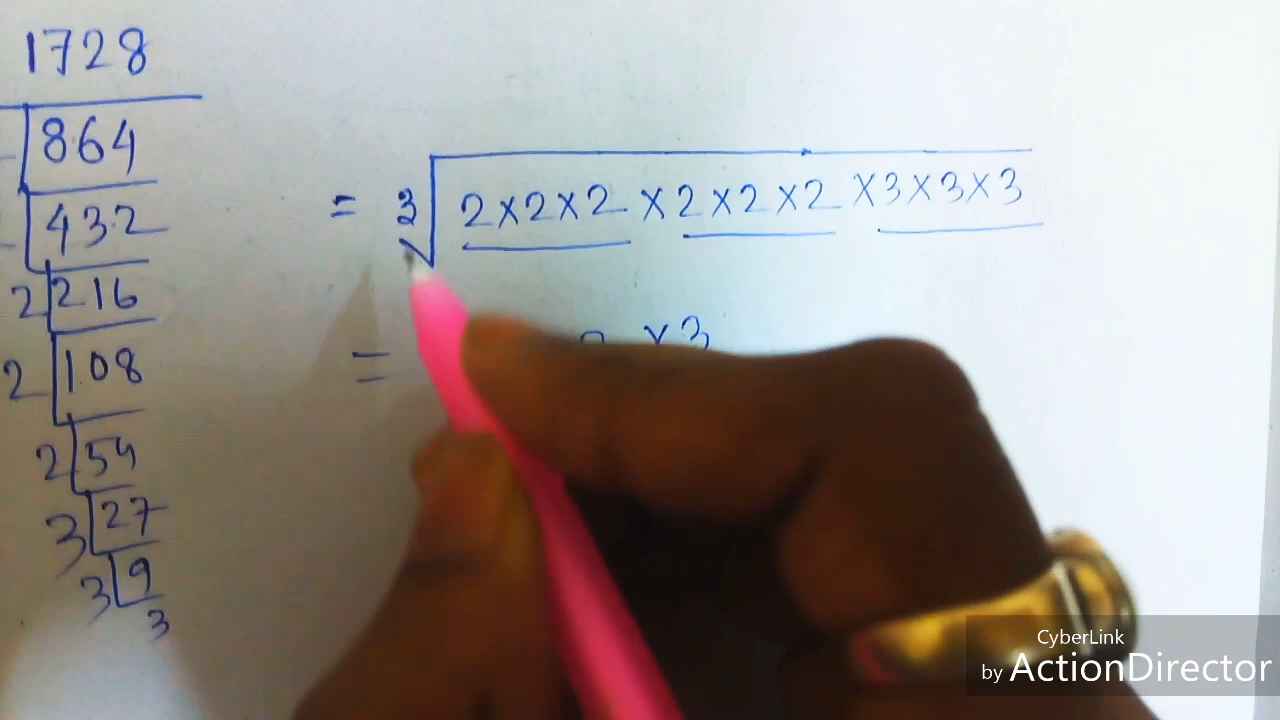 1728
864
432
2 216
2 108
2 54
3 27
3 9
3
= ∛2×2×2 ×2×2×2 ×3×3×3
= 2 ×3
CyberLink
by ActionDirector